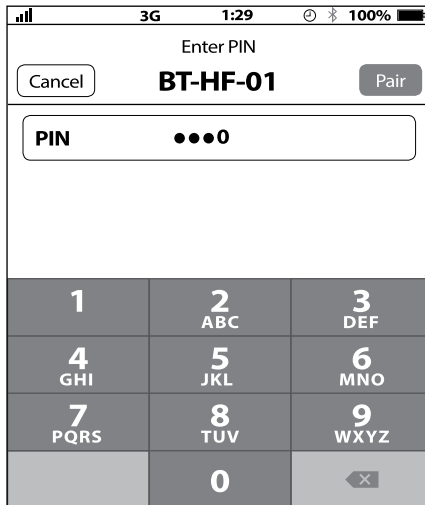 3G 1:29 100%
Enter PIN
Cancel BT-HF-01 Pair
PIN ●●●0
1 2 3
ABC DEF
4 5 6
GHI JKL MNO
7 8 9
PQRS TUV WXYZ
0